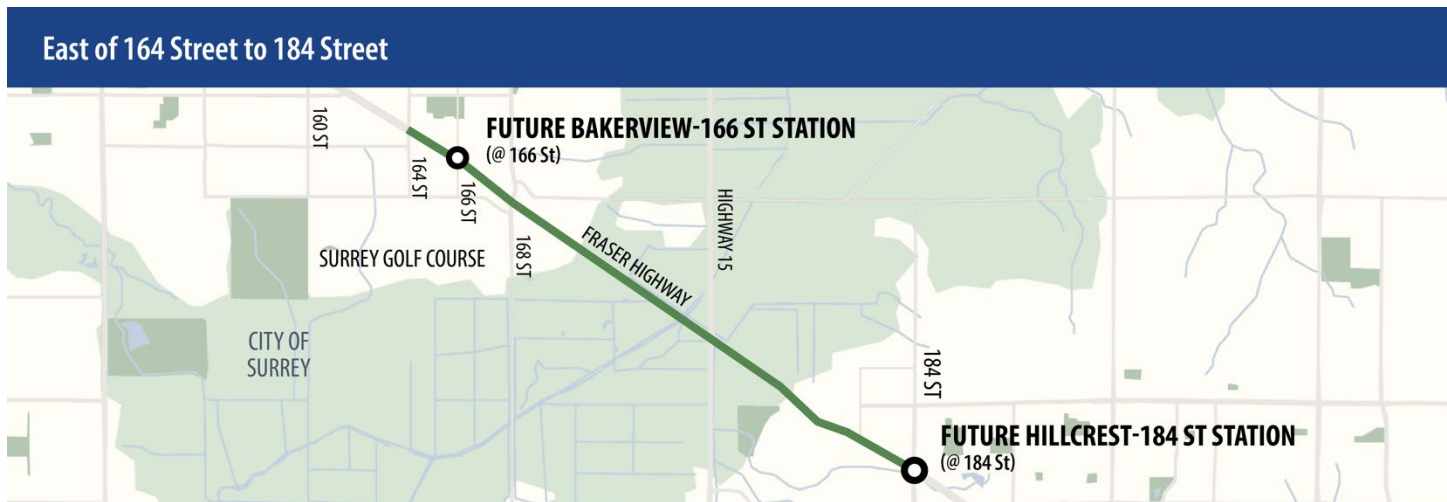 East of 164 Street to 184 Street
160 ST
164 ST
166 ST
FUTURE BAKERVIEW-166 ST STATION
(@ 166 St)
168 ST
SURREY GOLF COURSE
FRASER HIGHWAY
HIGHWAY 15
CITY OF
SURREY
184 ST
FUTURE HILLCREST-184 ST STATION
(@ 184 St)